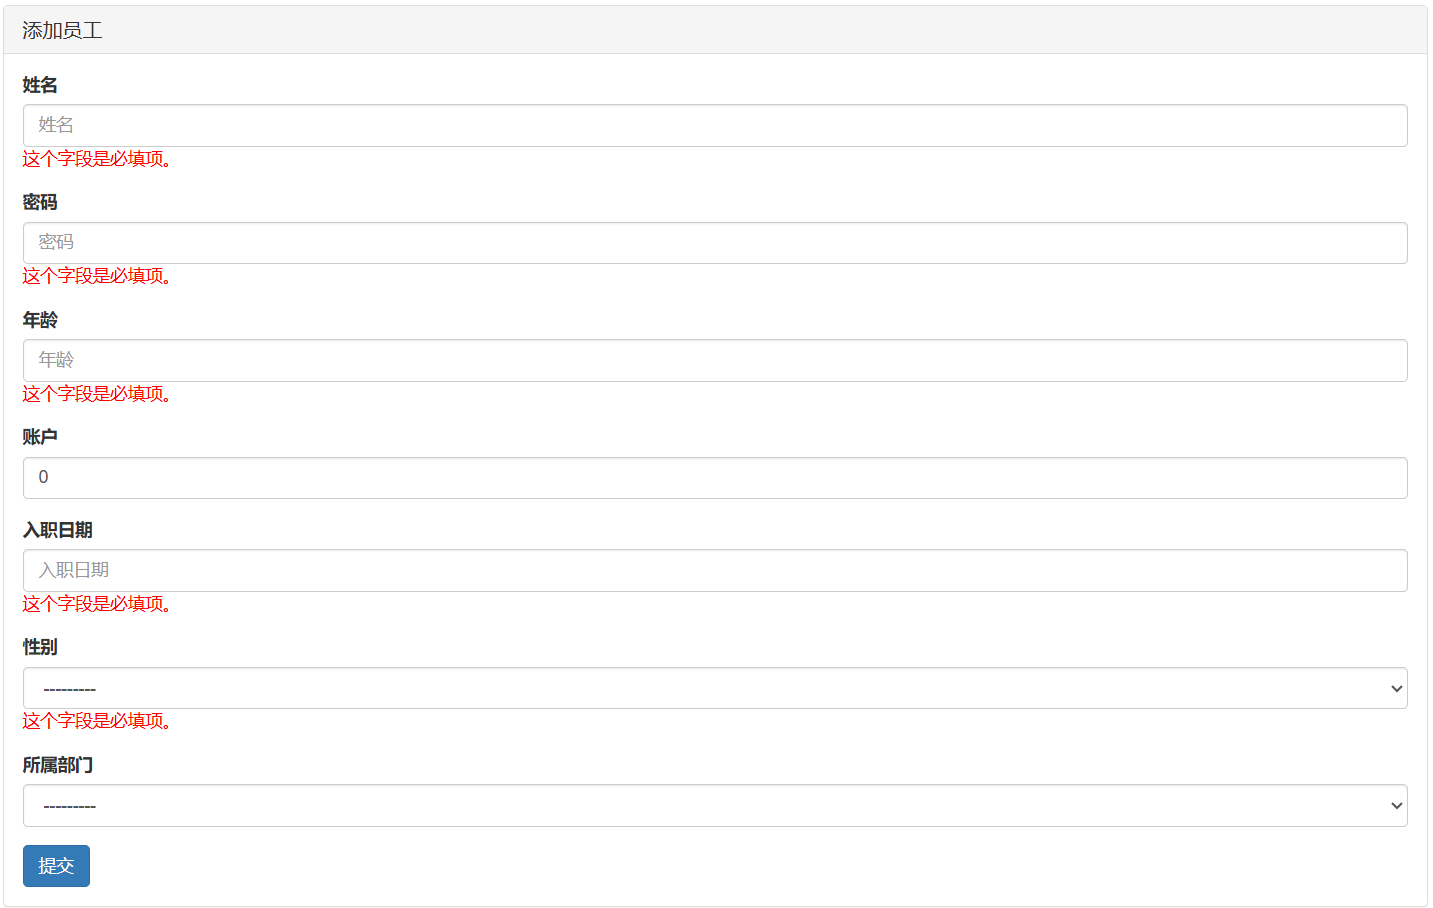 添加员工
姓名
姓名
这个字段是必填项。
密码
密码
这个字段是必填项。
年龄
年龄
这个字段是必填项。
账户
0
入职日期
入职日期
这个字段是必填项。
性别
---------
这个字段是必填项。
所属部门
---------
提交